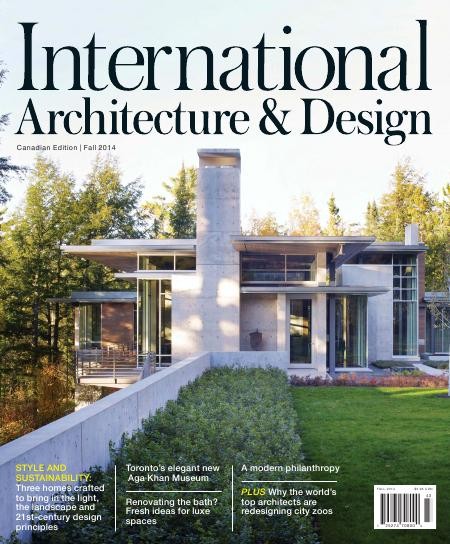 International
Architecture & Design
Canadian Edition | Fall 2014
STYLE AND
SUSTAINABILITY:
Three homes crafted
to bring in the light,
the landscape and
21st-century design
principles
Toronto's elegant new
Aga Khan Museum
Renovating the bath?
Fresh ideas for luxe
spaces
A modern philanthropy
PLUS Why the world's
top architects are
redesigning city zoos
FALL 2014